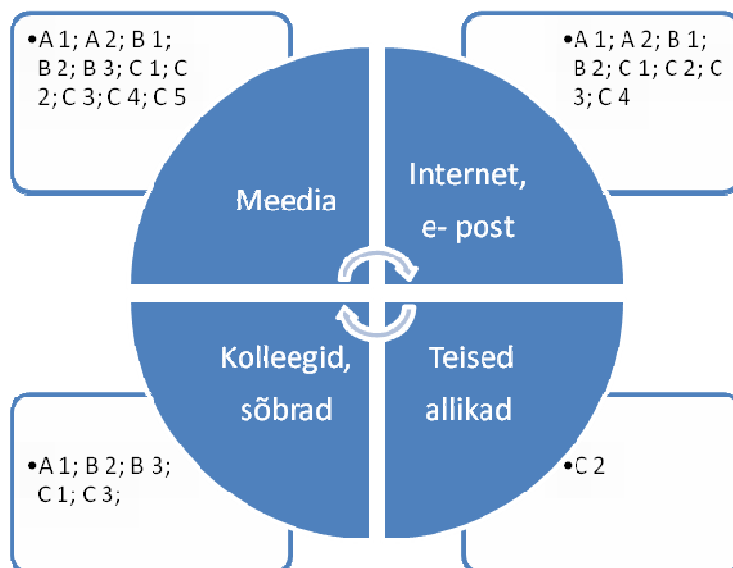 •A 1; A 2; B 1;
B 2; B 3; C 1; C
2; C 3; C 4; C 5
•A 1; A 2; B 1;
B 2; C 1; C 2; C
3; C 4
Meedia
Internet,
e- post
Kolleegid,
sõbrad
Teised
allikad
•A 1; B 2; B 3;
C 1; C 3;
•C 2